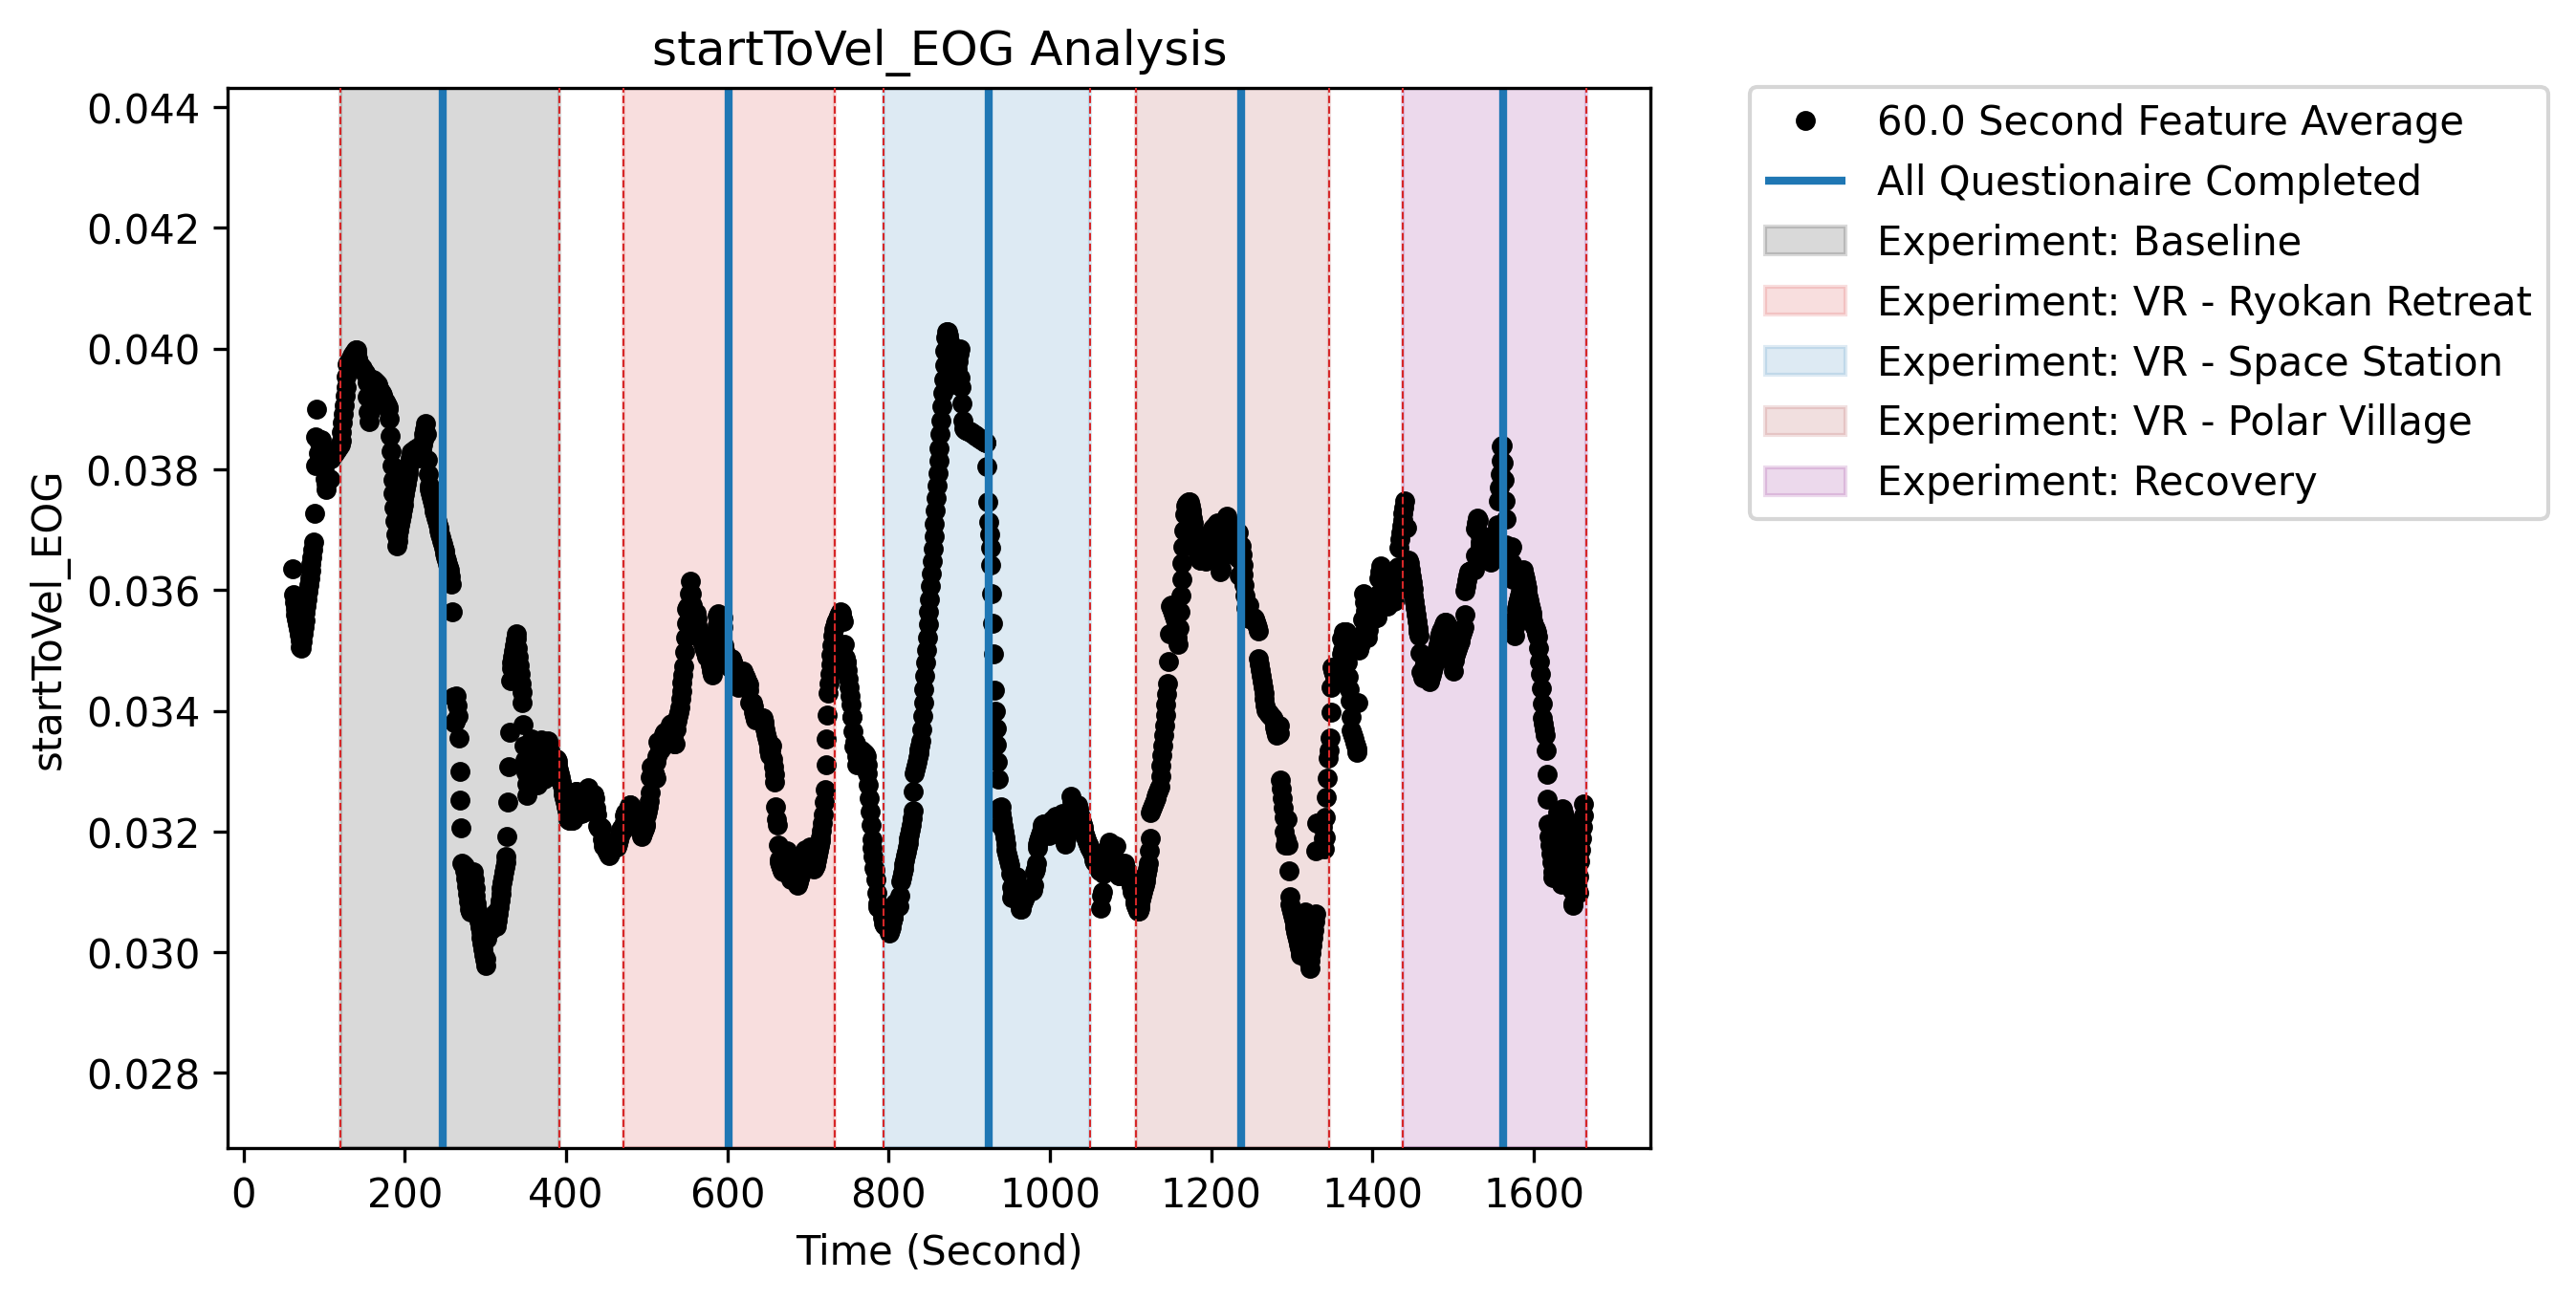 startToVel_EOG Analysis
startToVel_EOG
0.044
0.042
0.040
0.038
0.036
0.034
0.032
0.030
0.028
0 200 400 600 800 1000 1200 1400 1600
Time (Second)
60.0 Second Feature Average
All Questionaire Completed
Experiment: Baseline
Experiment: VR - Ryokan Retreat
Experiment: VR - Space Station
Experiment: VR - Polar Village
Experiment: Recovery